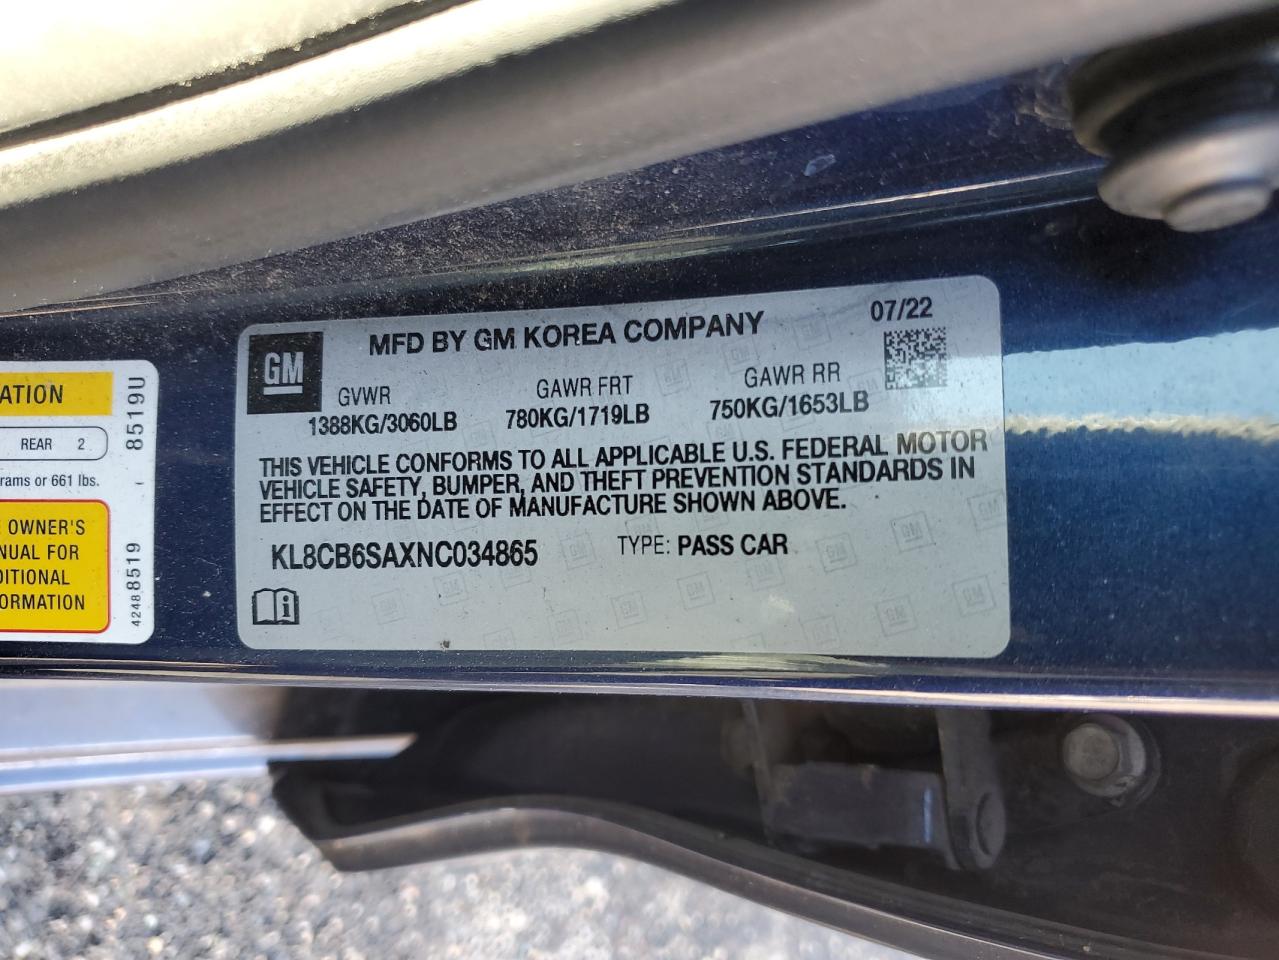 ATION
REAR 2
rams or 661 lbs.
OWNER'S
NUAL FOR
DITIONAL
FORMATION
8519U
42488519
GM
MFD BY GM KOREA COMPANY
07/22
GVWR GAWR FRT GAWR RR
1388KG/3060LB 780KG/1719LB 750KG/1653LB
THIS VEHICLE CONFORMS TO ALL APPLICABLE U.S. FEDERAL MOTOR
VEHICLE SAFETY, BUMPER, AND THEFT PREVENTION STANDARDS IN
EFFECT ON THE DATE OF MANUFACTURE SHOWN ABOVE.
KL8CB6SAXNC034865 TYPE: PASS CAR
i